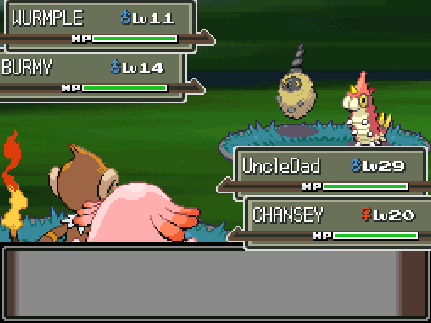 WURMPLE ♂Lv11
HP
BURMY ♂Lv14
HP
UncleDad ♂Lv29
HP
CHANSEY ♀Lv20
HP